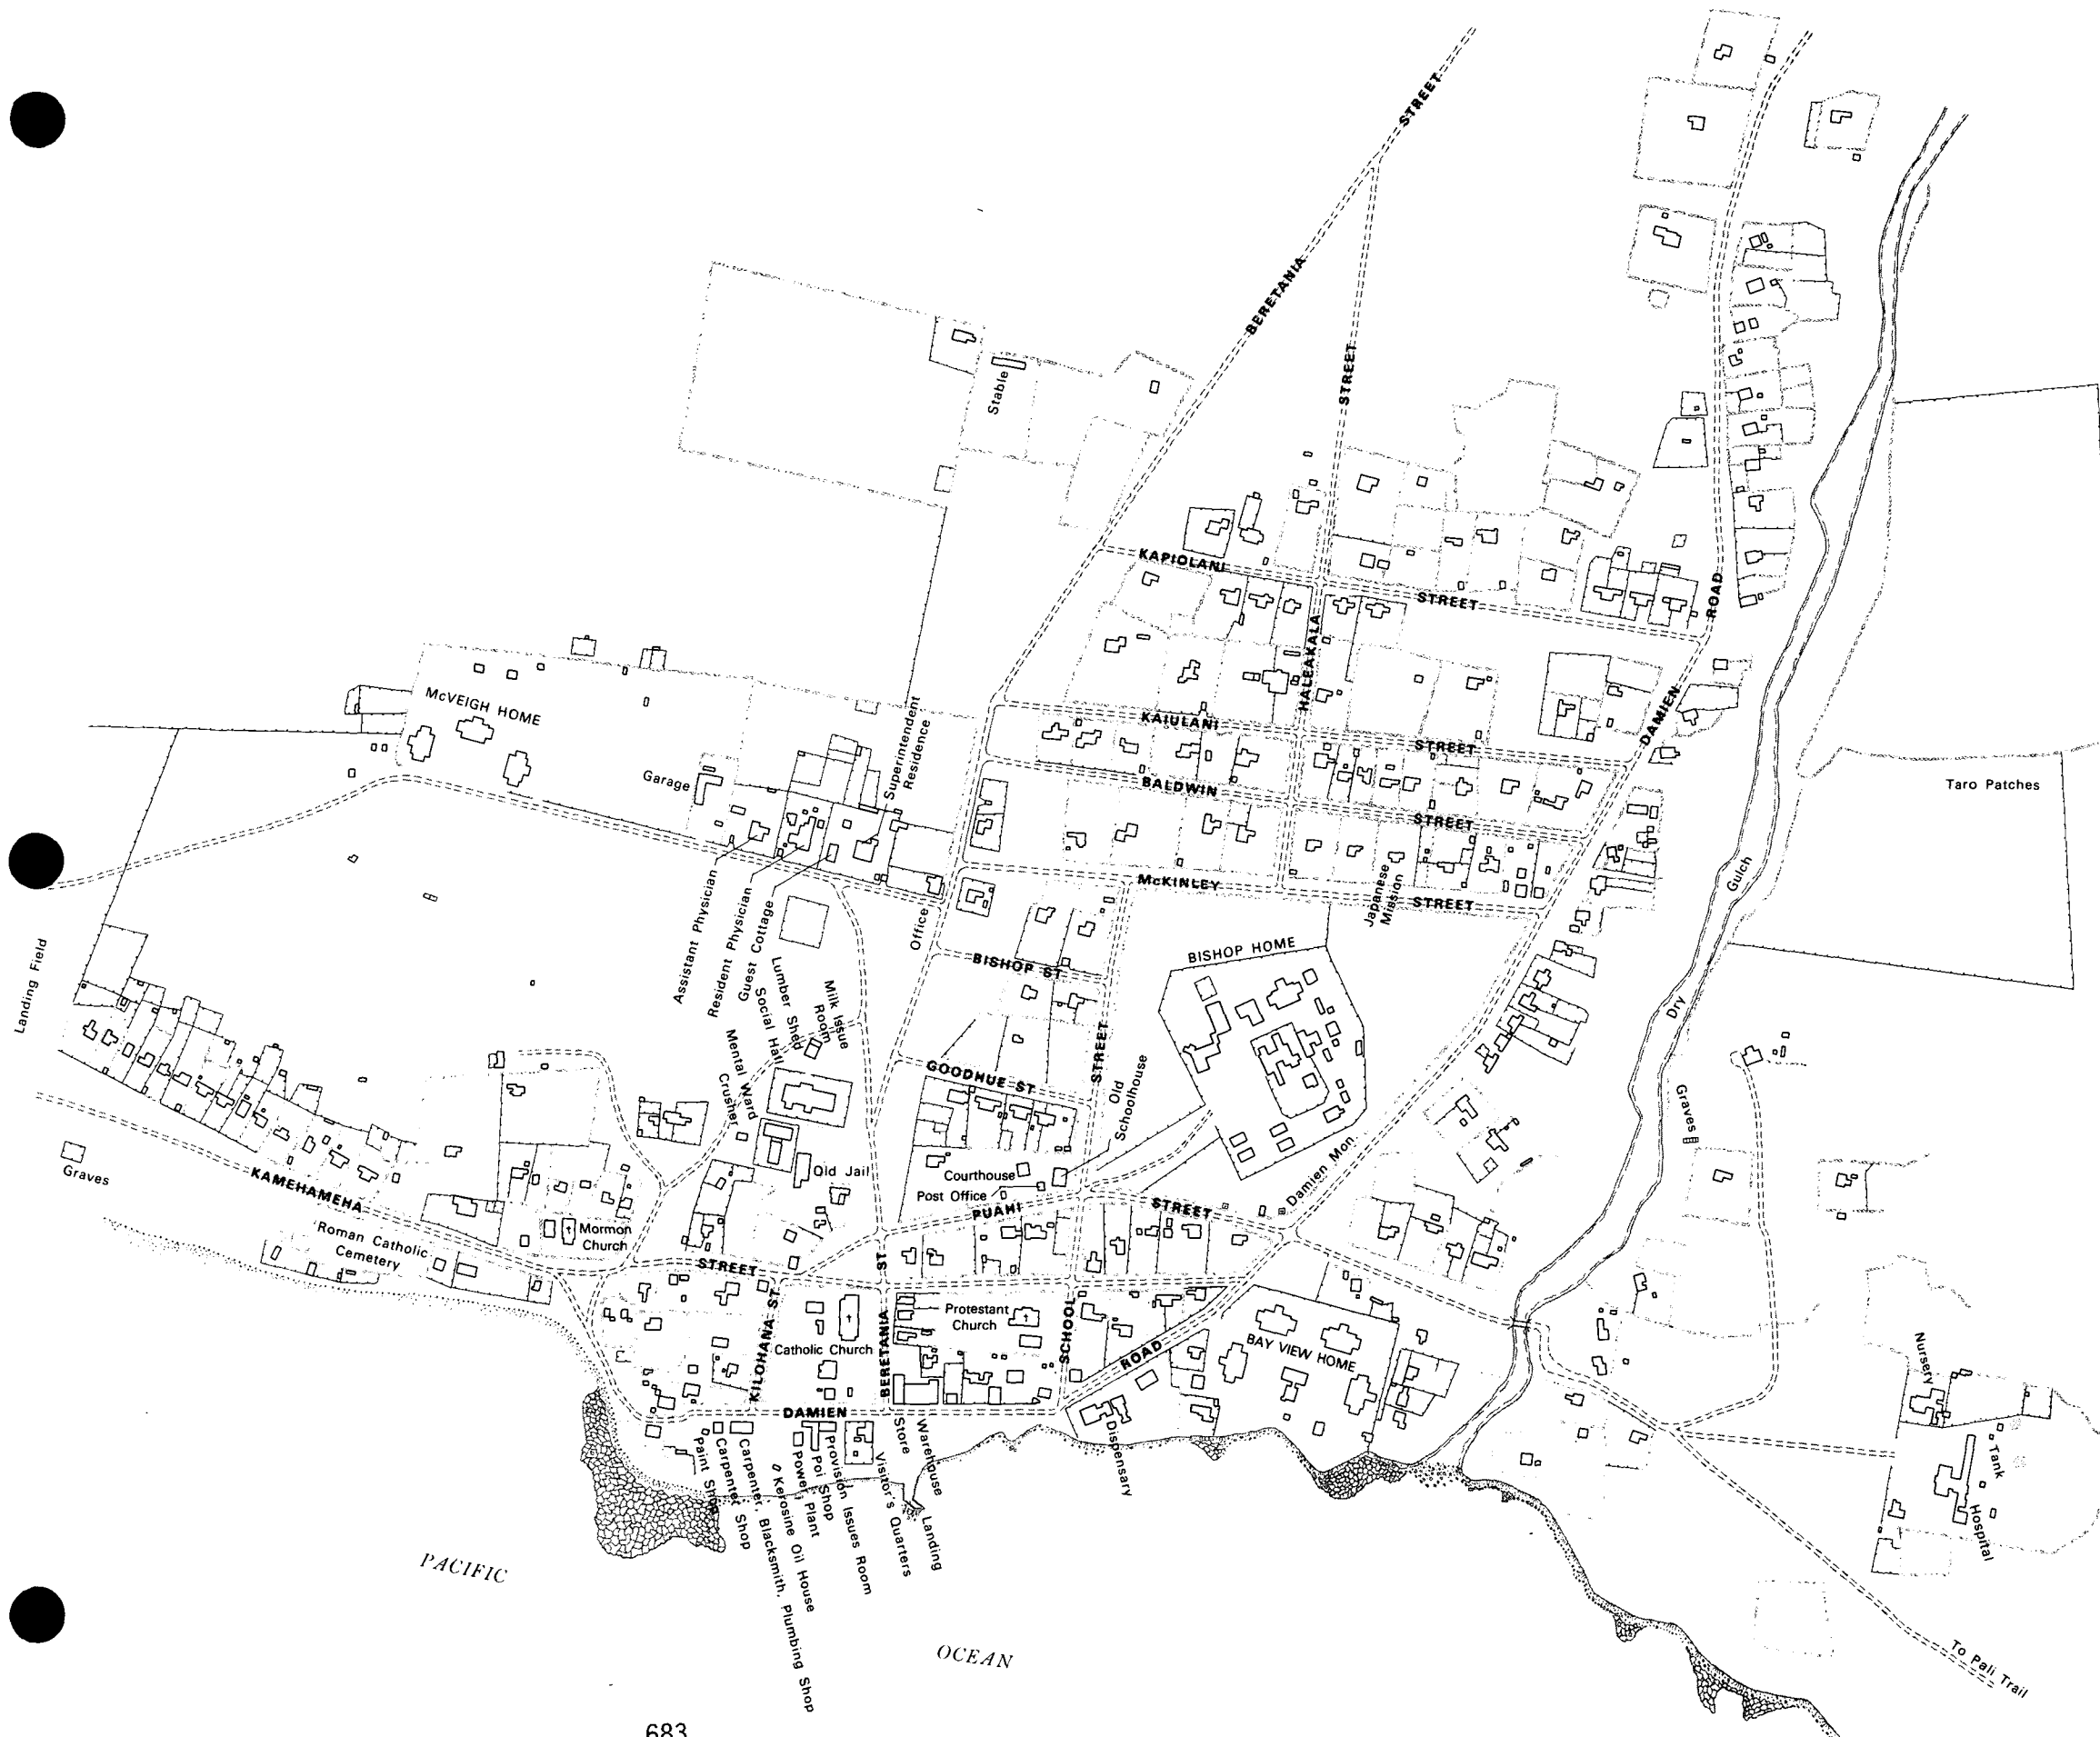 STREET
BERETANIA
STREET
Stable
KAPIOLANI
STREET
ROAD
HALEAKALA
McVEIGH HOME
Superintendent
Residence
KAIULANI
STREET
DAMIEN
Garage
BALDWIN
STREET
Taro Patches
Assistant Physician
Resident Physician
Guest Cottage
Lumber Shed
Social Hall
Milk Issue
Room
Mental Ward
Crusher
Office
McKINLEY
STREET
Japanese
Mission
BISHOP ST
BISHOP HOME
Dry
Gulch
Landing Field
GOODHUE ST
STREET
Old
Schoolhouse
Graves
Old Jail
Courthouse
Post Office
Damien Mon.
Graves
KAMEHAMEHA
PUAHI
STREET
Roman Catholic
Cemetery
Mormon
Church
STREET
KILOHANA ST
BERETANIA
ST
Protestant
Church
SCHOOL
Catholic Church
ROAD
BAY VIEW HOME
Nursery
DAMIEN
Paint Shop
Carpenter Shop
Carpenter, Blacksmith, Plumbing Shop
Kerosine Oil House
Power Plant
Poi Shop
Provision Issues Room
Visitor's Quarters
Store
Warehouse
Landing
Dispensary
Tank
Hospital
To Pali Trail
PACIFIC
OCEAN
683